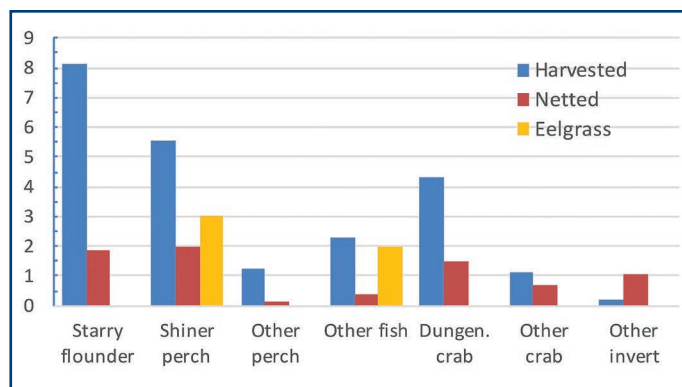 9
8
7
6
5
4
3
2
1
0
Harvested
Netted
Eelgrass
Starry flounder
Shiner perch
Other perch
Other fish
Dungen. crab
Other crab
Other invert